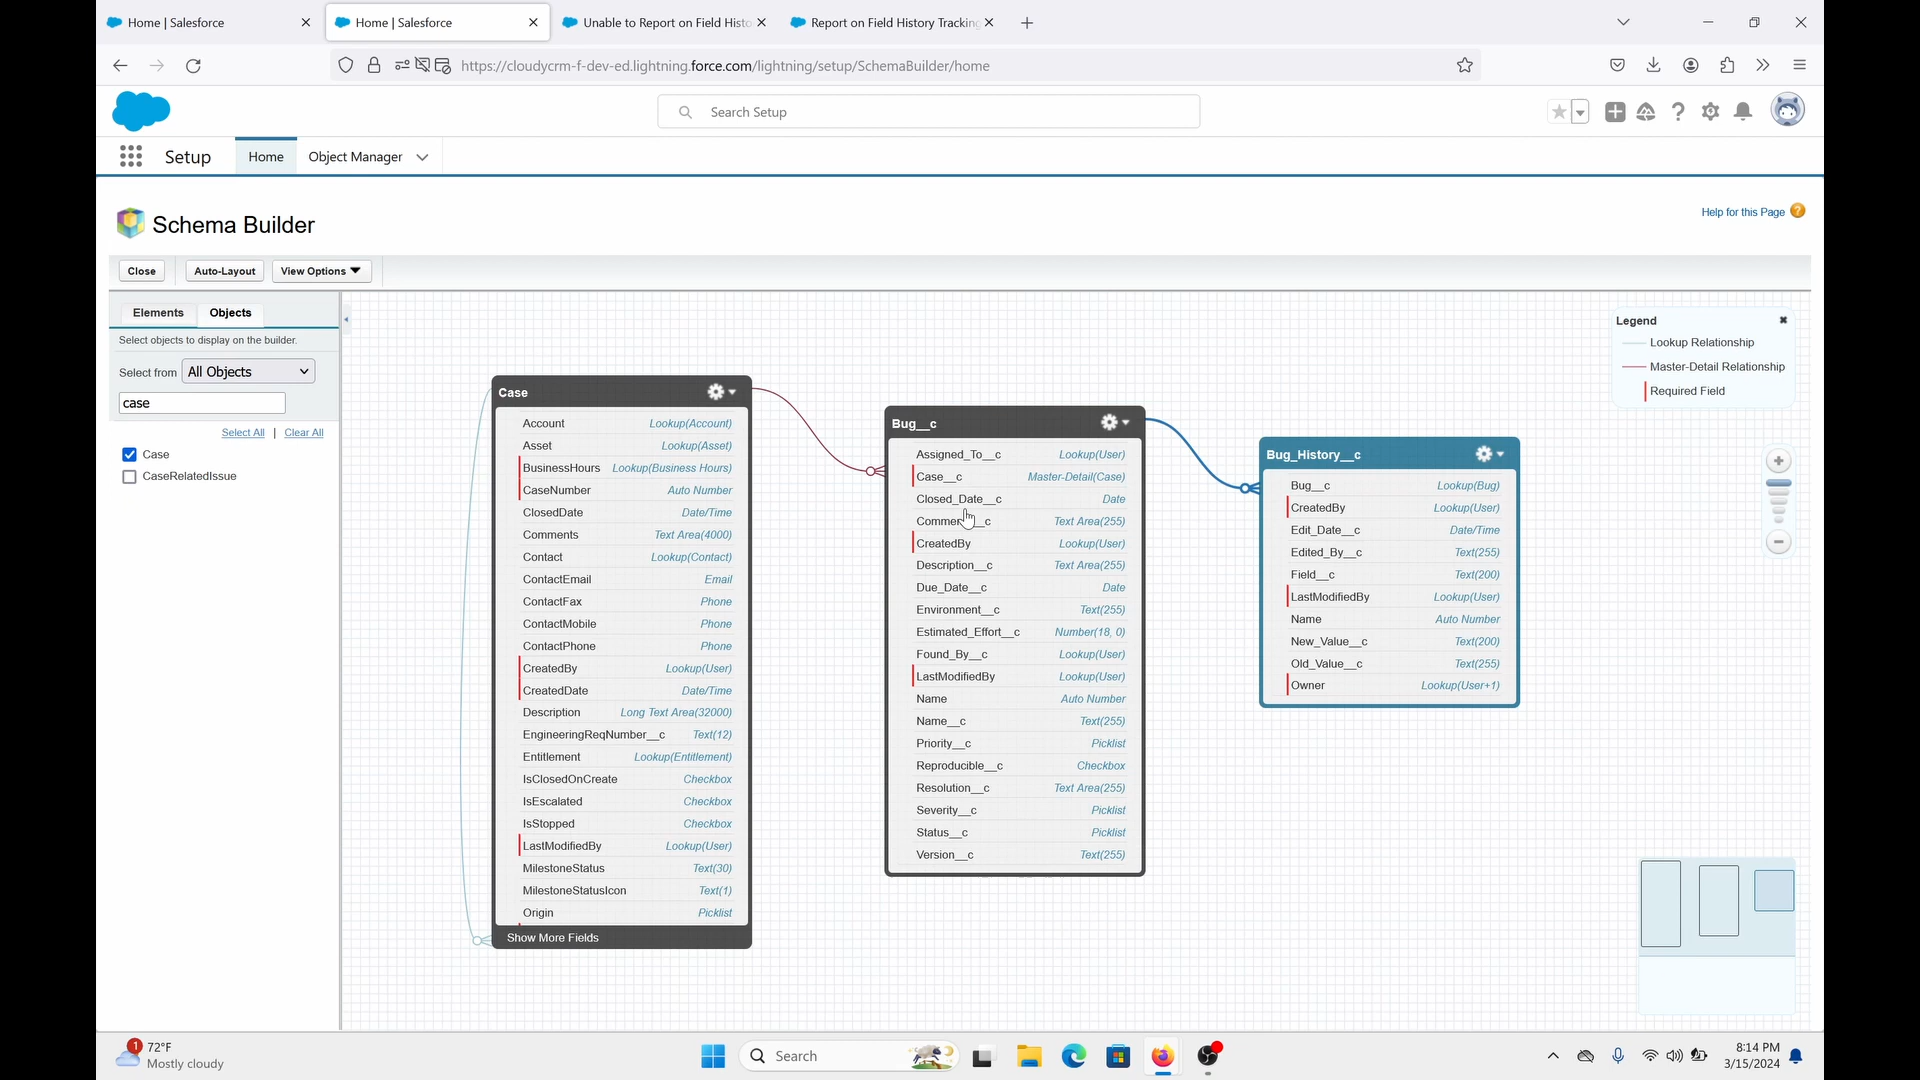 Home | Salesforce
Home | Salesforce
Unable to Report on Field Histo
Report on Field History Tracking
https://cloudycrm-f-dev-ed.lightning.force.com/lightning/setup/SchemaBuilder/home
Search Setup
Setup
Home
Object Manager
Schema Builder
Help for this Page ?
Close
Auto-Layout
View Options
Elements
Objects
Select objects to display on the builder.
Select from All Objects
case
Select All | Clear All
Case
CaseRelatedIssue
Case
Account Lookup(Account)
Asset Lookup(Asset)
BusinessHours Lookup(Business Hours)
CaseNumber Auto Number
ClosedDate Date/Time
Comments Text Area(4000)
Contact Lookup(Contact)
ContactEmail Email
ContactFax Phone
ContactMobile Phone
ContactPhone Phone
CreatedBy Lookup(User)
CreatedDate Date/Time
Description Long Text Area(32000)
EngineeringReqNumber__c Text(12)
Entitlement Lookup(Entitlement)
IsClosedOnCreate Checkbox
IsEscalated Checkbox
IsStopped Checkbox
LastModifiedBy Lookup(User)
MilestoneStatus Text(30)
MilestoneStatusIcon Text(1)
Origin Picklist
Show More Fields
Bug__c
Assigned_To__c Lookup(User)
Case__c Master-Detail(Case)
Closed_Date__c Date
Commen __c Text Area(255)
CreatedBy Lookup(User)
Description__c Text Area(255)
Due_Date__c Date
Environment__c Text(255)
Estimated_Effort__c Number(18, 0)
Found_By__c Lookup(User)
LastModifiedBy Lookup(User)
Name Auto Number
Name__c Text(255)
Priority__c Picklist
Reproducible__c Checkbox
Resolution__c Text Area(255)
Severity__c Picklist
Status__c Picklist
Version__c Text(255)
Bug_History__c
Bug__c Lookup(Bug)
CreatedBy Lookup(User)
Edit_Date__c Date/Time
Edited_By__c Text(255)
Field__c Text(200)
LastModifiedBy Lookup(User)
Name Auto Number
New_Value__c Text(200)
Old_Value__c Text(255)
Owner Lookup(User+1)
Legend
Lookup Relationship
Master-Detail Relationship
Required Field
1
72°F
Mostly cloudy
Search
8:14 PM
3/15/2024